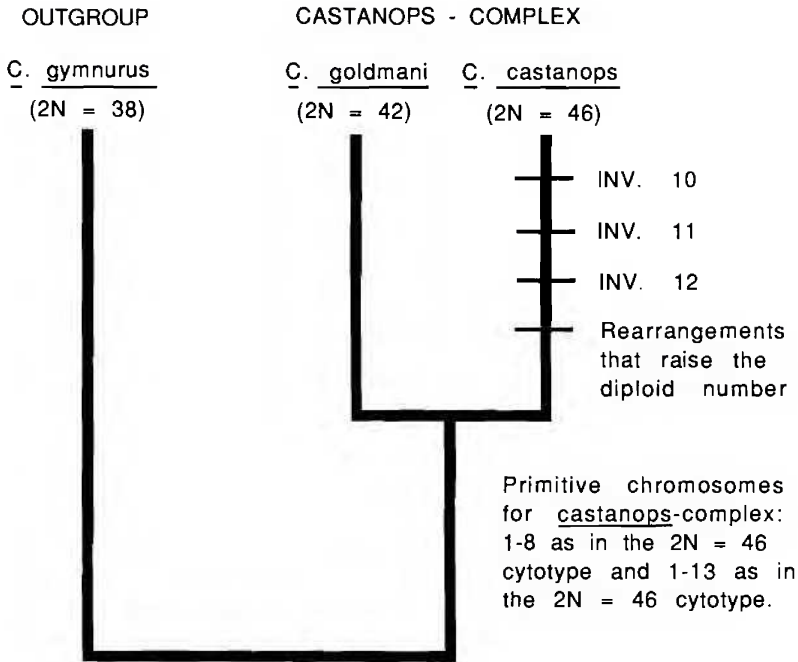 OUTGROUP CASTANOPS - COMPLEX
C. gymnurus C. goldmani C. castanops
(2N = 38) (2N = 42) (2N = 46)
INV. 10
INV. 11
INV. 12
Rearrangements
that raise the
diploid number
Primitive chromosomes
for castanops-complex:
1-8 as in the 2N = 46
cytotype and 1-13 as in
the 2N = 46 cytotype.